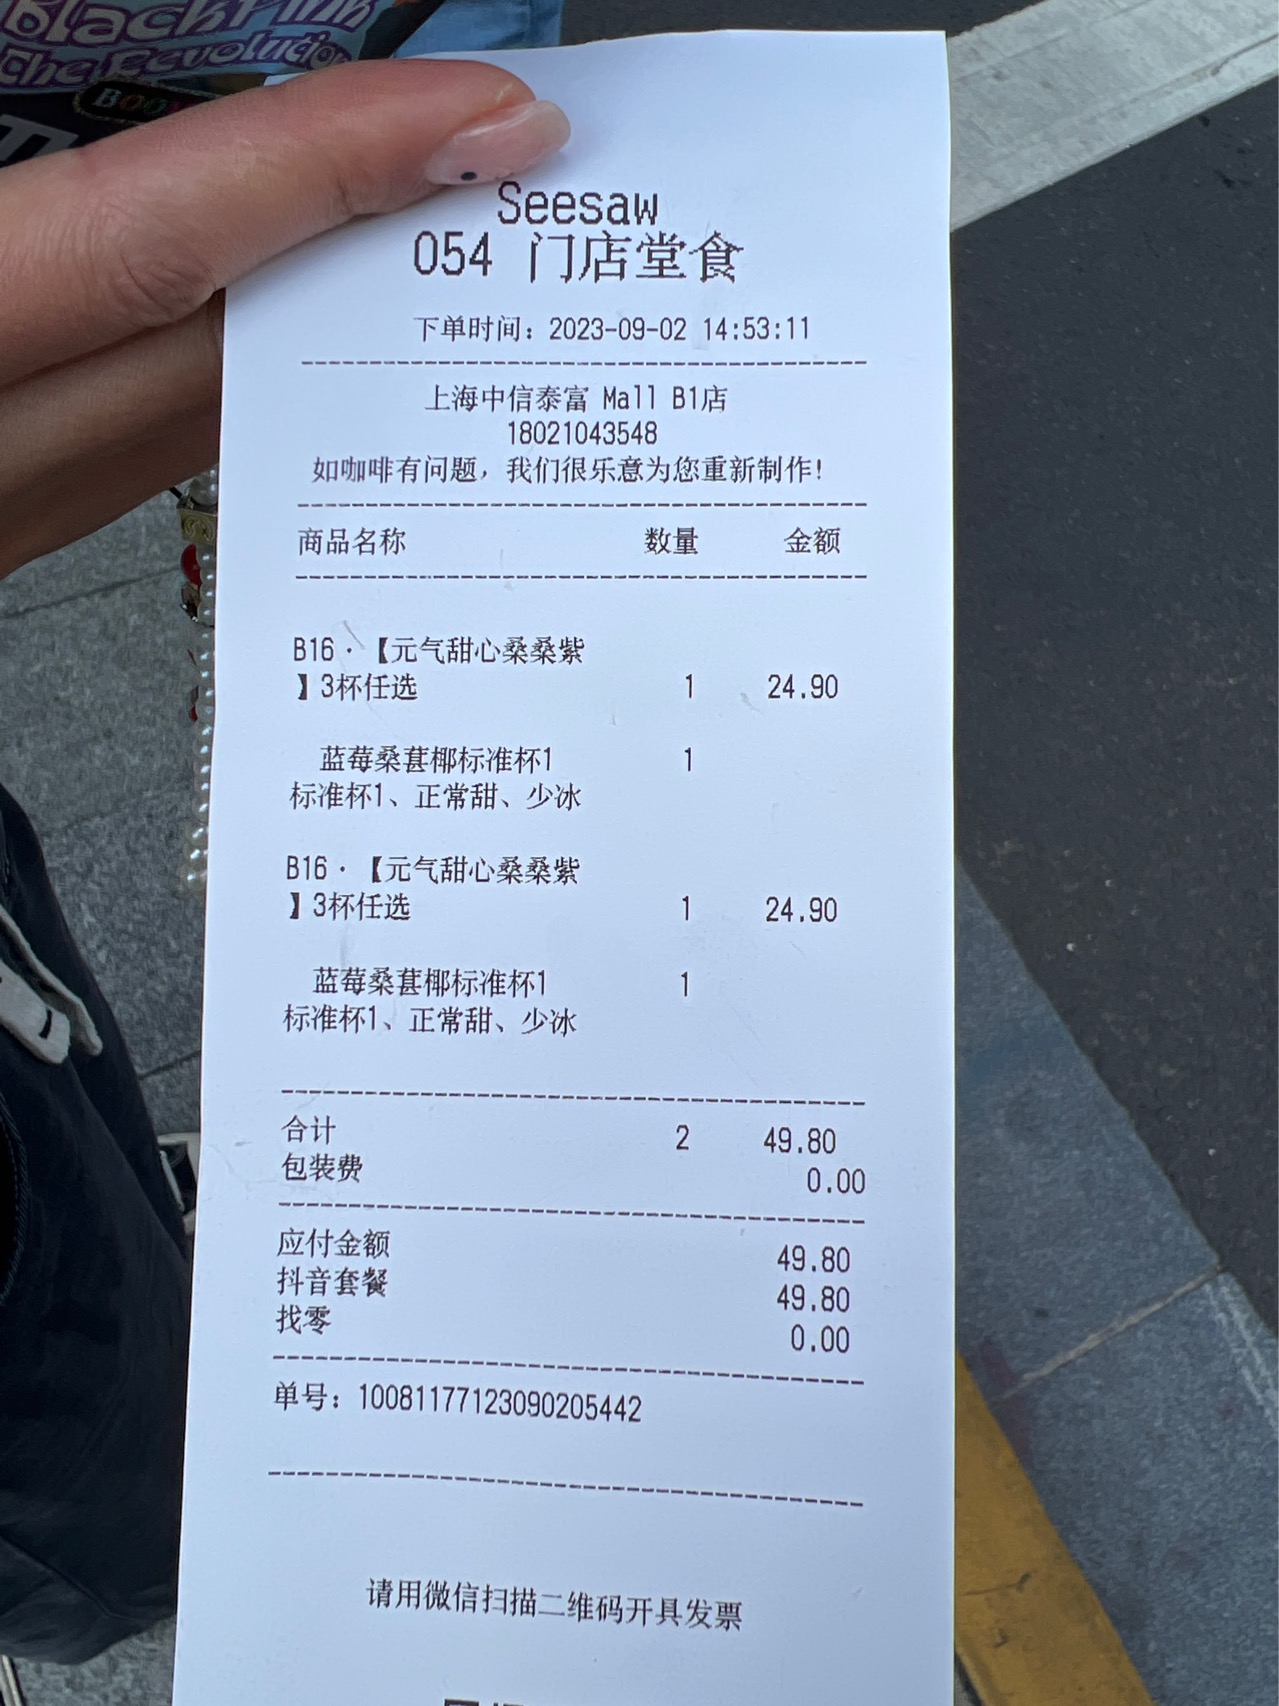 BlackPink
The Revolution
Seesaw
054 门店堂食
下单时间：2023-09-02 14:53:11
上海中信泰富 Mall B1店
18021043548
如咖啡有问题，我们很乐意为您重新制作！
商品名称 数量 金额
B16·【元气甜心桑桑紫
】3杯任选 1 24.90
蓝莓桑葚椰标准杯1 1
标准杯1、正常甜、少冰
B16·【元气甜心桑桑紫
】3杯任选 1 24.90
蓝莓桑葚椰标准杯1 1
标准杯1、正常甜、少冰
合计 2 49.80
包装费 0.00
应付金额 49.80
抖音套餐 49.80
找零 0.00
单号：10081177123090205442
请用微信扫描二维码开具发票